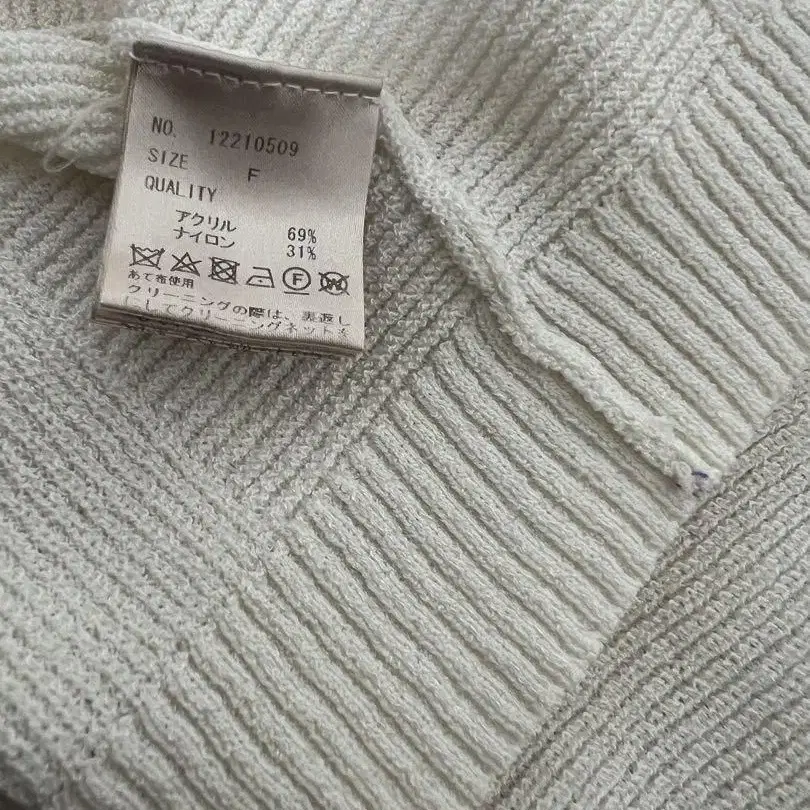 NO. 12210509
SIZE F
QUALITY
アクリル 69%
ナイロン 31%
F W
あて布使用
クリーニングの際は、裏返し
にしてクリーニングネットを